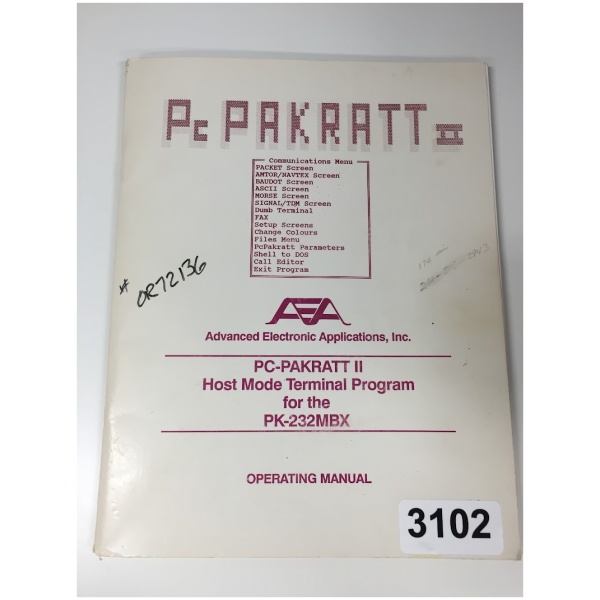 Pc PAKRATT II
Communications Menu
PACKET Screen
AMTOR/NAVTEX Screen
BAUDOT Screen
ASCII Screen
MORSE Screen
SIGNAL/TDM Screen
Dumb Terminal
FAX
Setup Screens
Change Colours
Files Menu
PcPakratt Parameters
Shell to DOS
Call Editor
Exit Program
# OR72136
AEA
Advanced Electronic Applications, Inc.
PC-PAKRATT II
Host Mode Terminal Program
for the
PK-232MBX
OPERATING MANUAL
3102